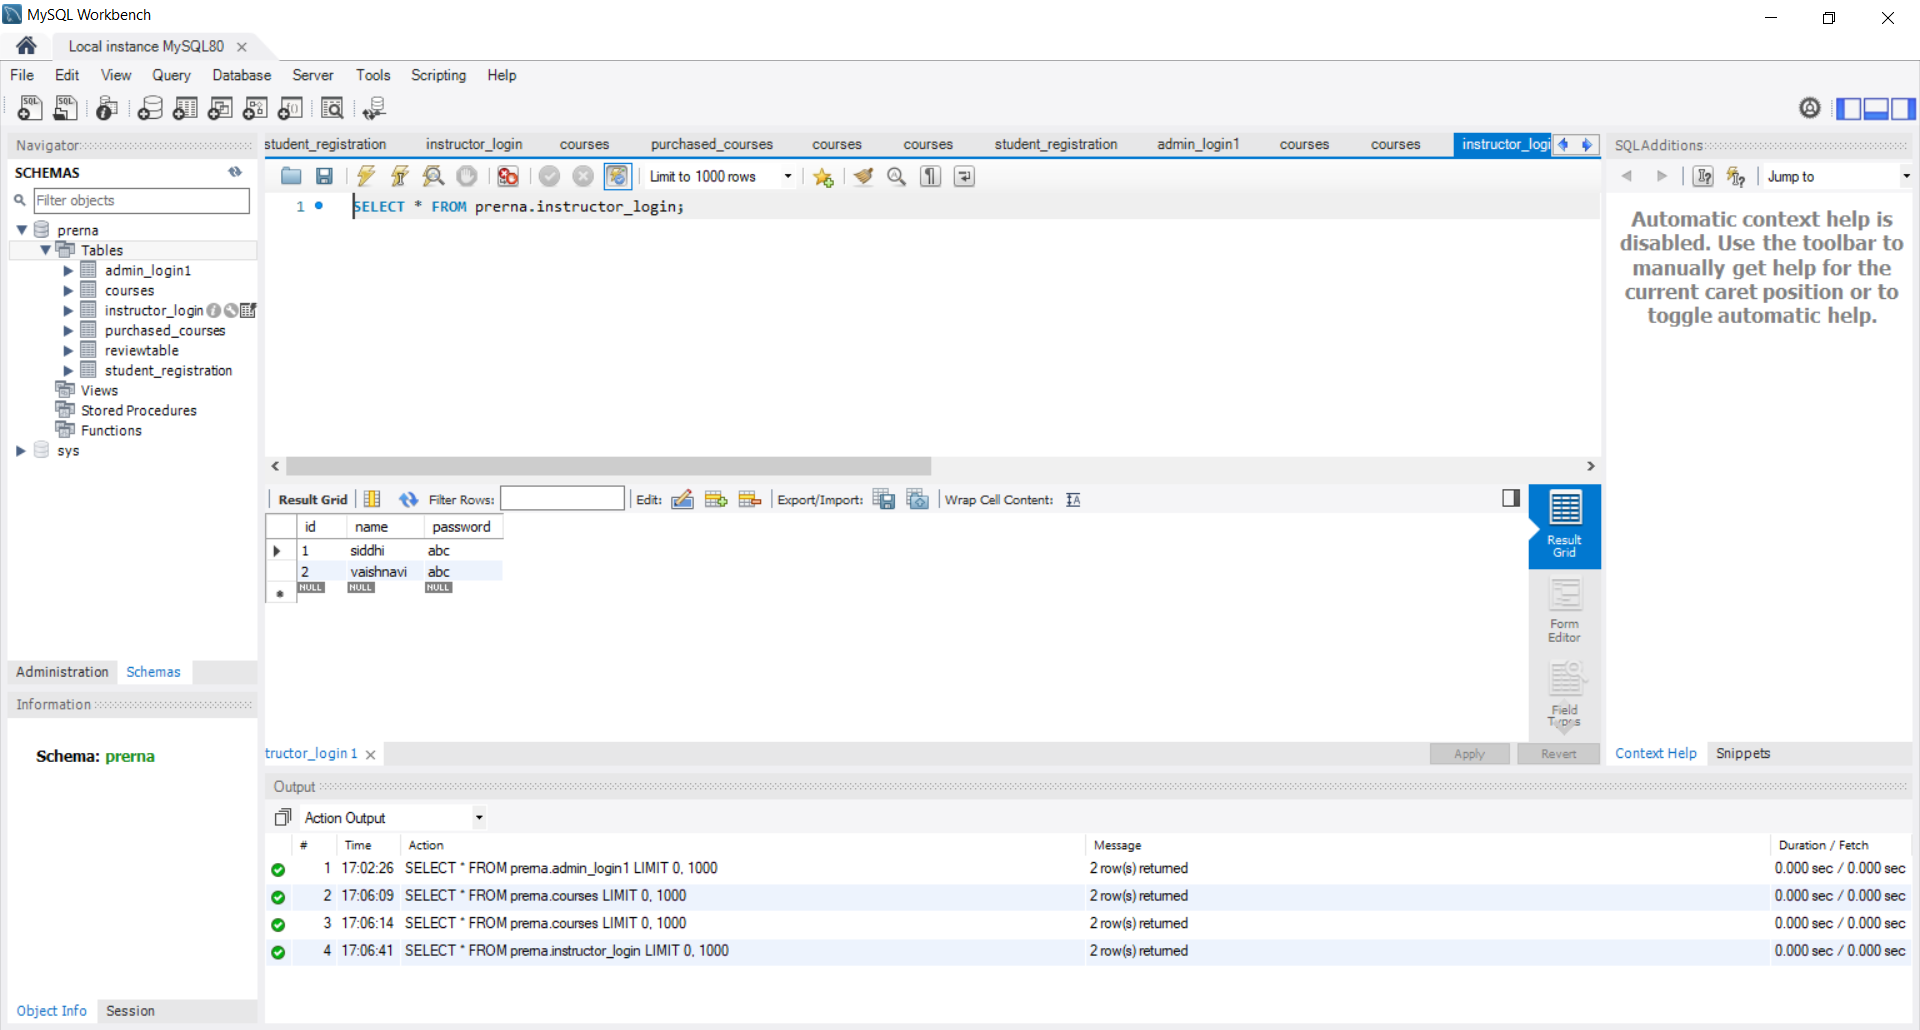 MySQL Workbench
Local instance MySQL80
File Edit View Query Database Server Tools Scripting Help
Navigator
SCHEMAS
Filter objects
prerna
Tables
admin_login1
courses
instructor_login
purchased_courses
reviewtable
student_registration
Views
Stored Procedures
Functions
sys
Administration Schemas
Information
Schema: prerna
Object Info Session
student_registration instructor_login courses purchased_courses courses courses student_registration admin_login1 courses courses instructor_logi
Limit to 1000 rows
1 SELECT * FROM prerna.instructor_login;
Result Grid Filter Rows: Edit: Export/Import: Wrap Cell Content:
id name password
1 siddhi abc
2 vaishnavi abc
NULL NULL NULL
Result
Grid
Form
Editor
Field
Types
tructor_login 1
Apply Revert
SQLAdditions
Jump to
Automatic context help is
disabled. Use the toolbar to
manually get help for the
current caret position or to
toggle automatic help.
Context Help Snippets
Output
Action Output
# Time Action Message Duration / Fetch
1 17:02:26 SELECT * FROM prerna.admin_login1 LIMIT 0, 1000 2 row(s) returned 0.000 sec / 0.000 sec
2 17:06:09 SELECT * FROM prerna.courses LIMIT 0, 1000 2 row(s) returned 0.000 sec / 0.000 sec
3 17:06:14 SELECT * FROM prerna.courses LIMIT 0, 1000 2 row(s) returned 0.000 sec / 0.000 sec
4 17:06:41 SELECT * FROM prerna.instructor_login LIMIT 0, 1000 2 row(s) returned 0.000 sec / 0.000 sec